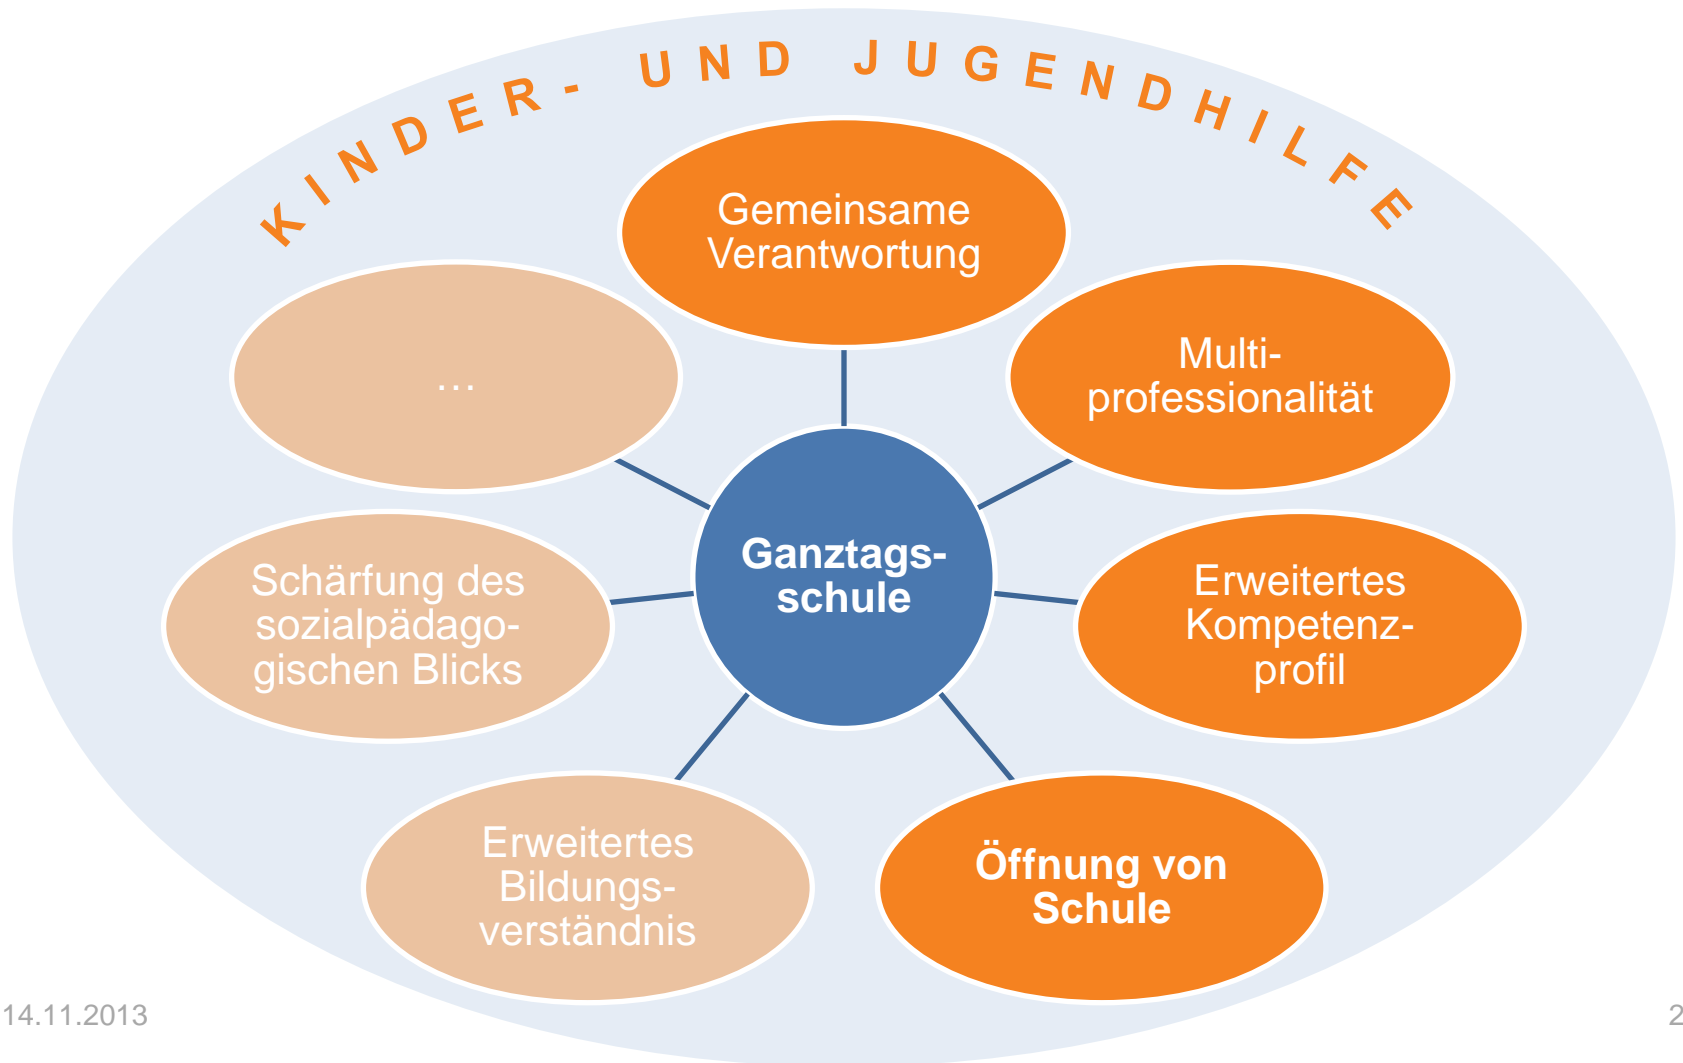 KINDER- UND JUGENDHILFE
Gemeinsame
Verantwortung
Multi-
professionalität
Erweitertes
Kompetenz-
profil
Öffnung von
Schule
Erweitertes
Bildungs-
verständnis
Schärfung des
sozialpädago-
gischen Blicks
…
Ganztags-
schule
14.11.2013
2